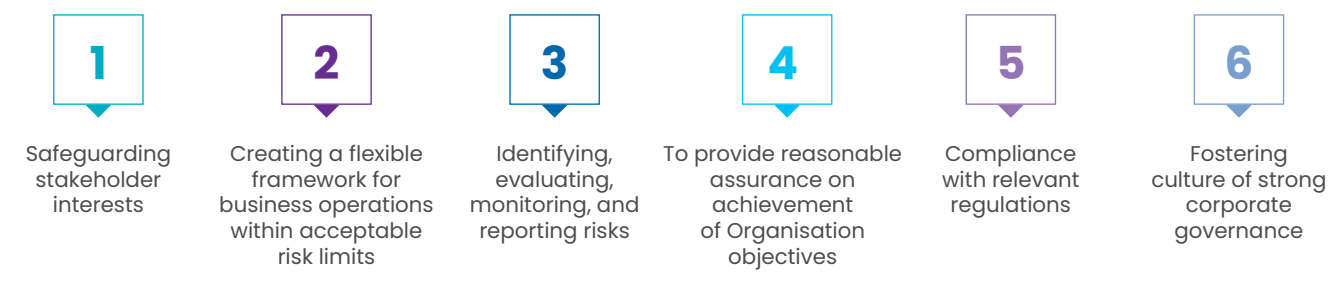 1
Safeguarding
stakeholder
interests
2
Creating a flexible
framework for
business operations
within acceptable
risk limits
3
Identifying,
evaluating,
monitoring, and
reporting risks
4
To provide reasonable
assurance on
achievement
of Organisation
objectives
5
Compliance
with relevant
regulations
6
Fostering
culture of strong
corporate
governance